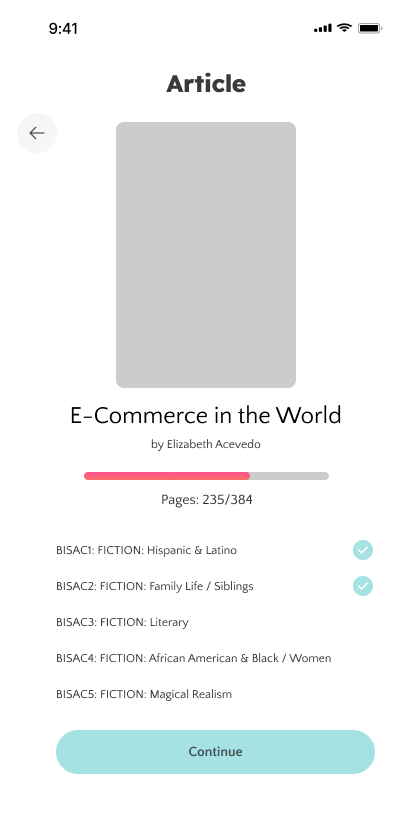 9:41
Article
E-Commerce in the World
by Elizabeth Acevedo
Pages: 235/384
BISAC1: FICTION: Hispanic & Latino
BISAC2: FICTION: Family Life / Siblings
BISAC3: FICTION: Literary
BISAC4: FICTION: African American & Black / Women
BISAC5: FICTION: Magical Realism
Continue